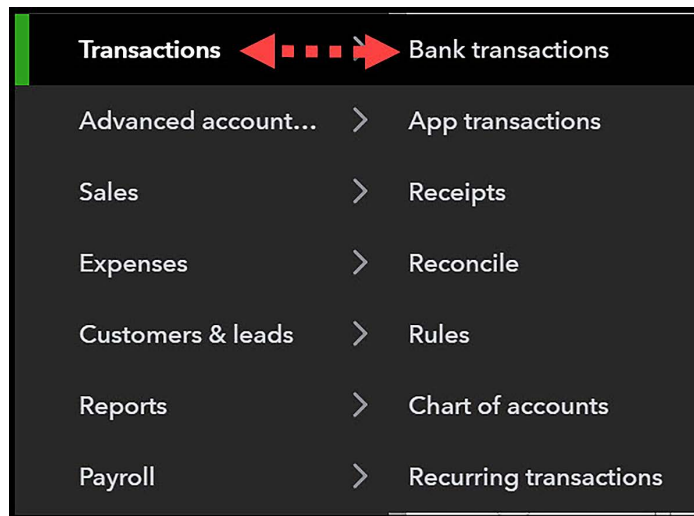 Transactions
Bank transactions
Advanced account...
App transactions
Sales
Receipts
Expenses
Reconcile
Customers & leads
Rules
Reports
Chart of accounts
Payroll
Recurring transactions